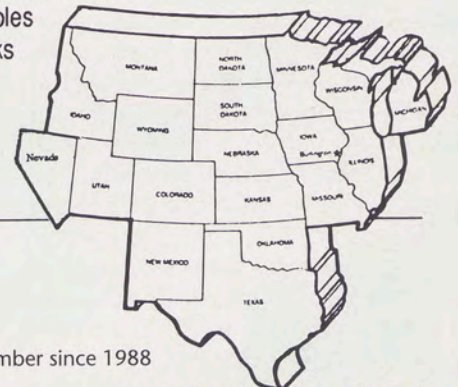 ples
ks
MONTANA
NORTH
DAKOTA
MINNESOTA
WISCONSIN
MICHIGAN
IDAHO
SOUTH
DAKOTA
WYOMING
IOWA
Burlington
Nevada
NEBRASKA
ILLINOIS
UTAH
COLORADO
KANSAS
MISSOURI
OKLAHOMA
NEW MEXICO
TEXAS
mber since 1988